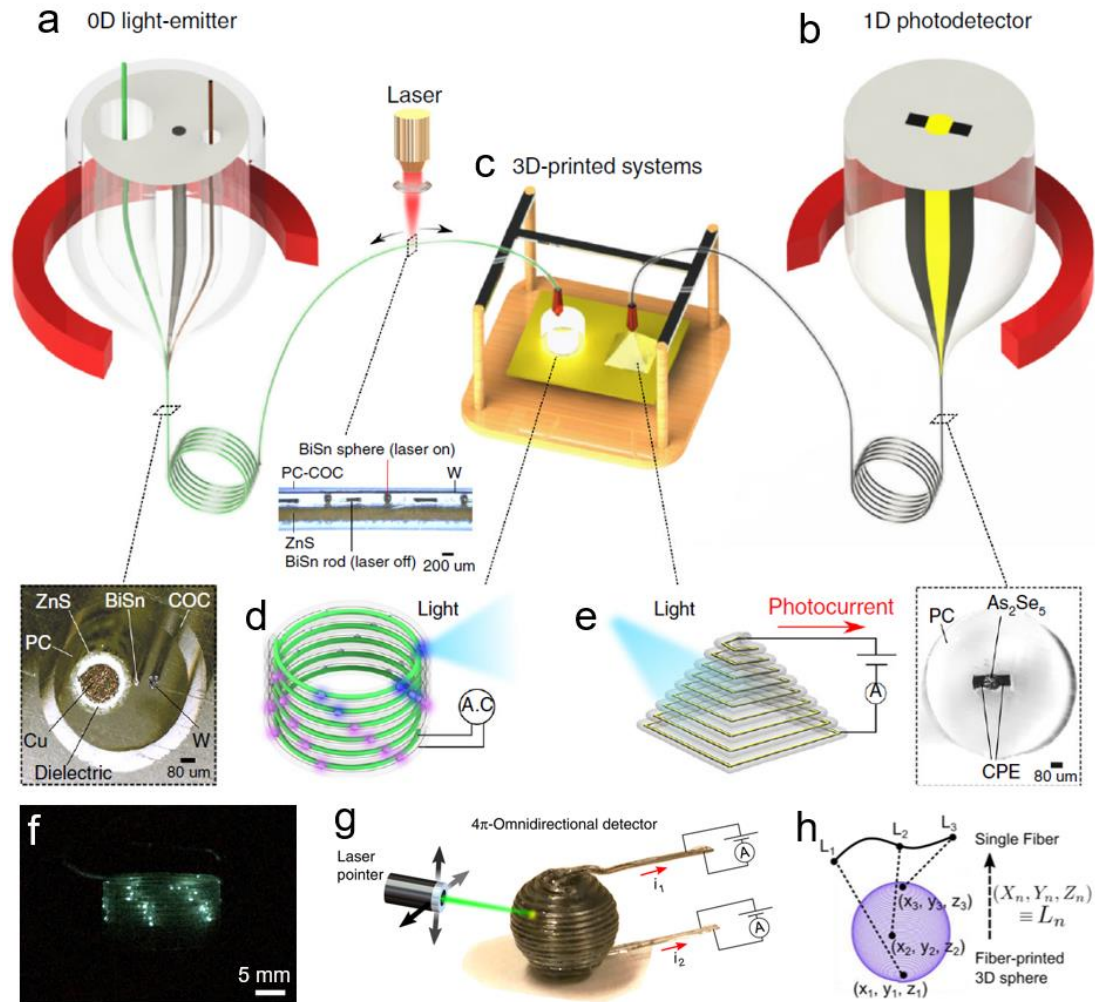 a
0D light-emitter
b
1D photodetector
Laser
c
3D-printed systems
BiSn sphere (laser on)
PC-COC
W
ZnS
BiSn rod (laser off)
200 um
ZnS
BiSn
COC
PC
Cu
Dielectric
W
80 um
d
Light
A.C
e
Light
Photocurrent
A
PC
As2Se5
CPE
80 um
f
5 mm
g
4π-Omnidirectional detector
Laser
pointer
i1
A
i2
A
h
L1
L2
L3
Single Fiber
(x3, y3, z3)
(Xn, Yn, Zn)
≡ Ln
(x2, y2, z2)
Fiber-printed
3D sphere
(x1, y1, z1)